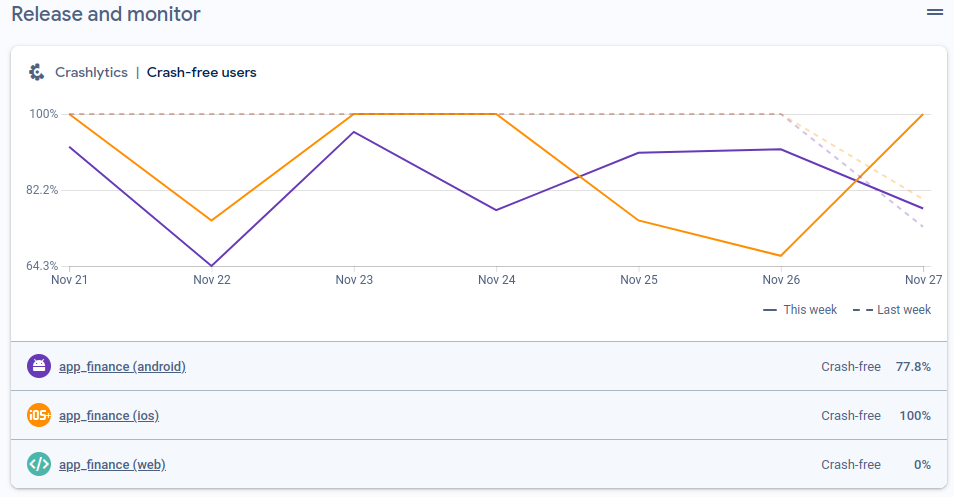 Release and monitor
Crashlytics | Crash-free users
100%
82.2%
64.3%
Nov 21 Nov 22 Nov 23 Nov 24 Nov 25 Nov 26 Nov 27
This week Last week
app_finance (android) Crash-free 77.8%
iOS+ app_finance (ios) Crash-free 100%
</> app_finance (web) Crash-free 0%